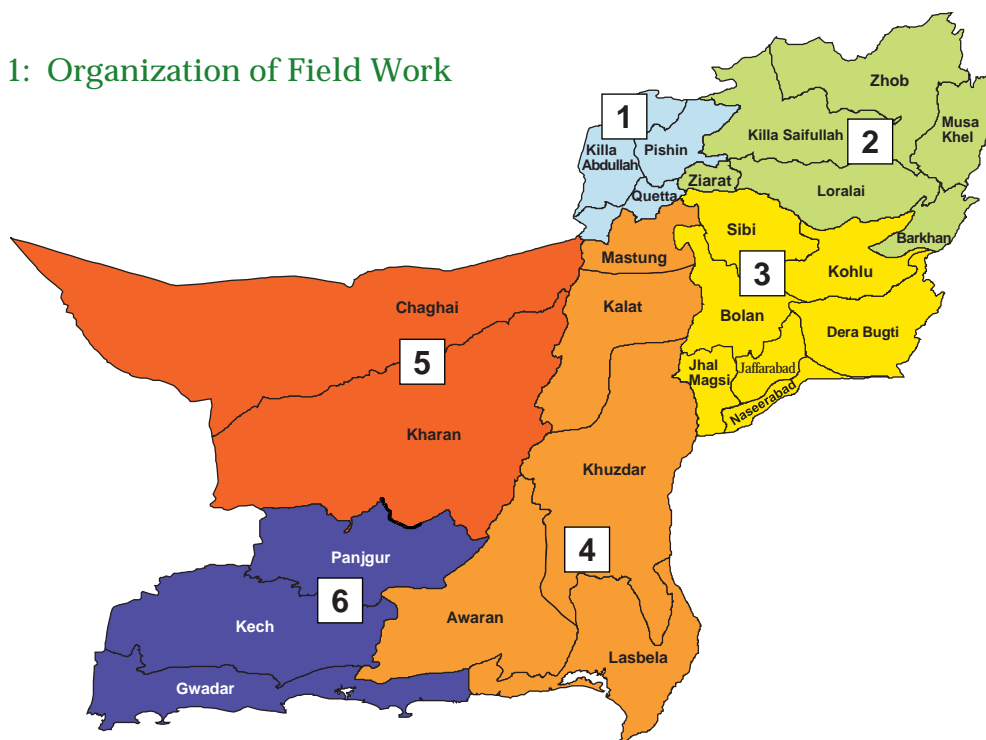 1: Organization of Field Work
Zhob
1
Musa
Khel
Killa Saifullah
2
Killa
Abdullah
Pishin
Ziarat
Loralai
Quetta
Sibi
Barkhan
Mastung
3
Kohlu
Chaghai
Kalat
Bolan
Dera Bugti
5
Jhal
Magsi
Jaffarabad
Naseerabad
Kharan
Khuzdar
4
Panjgur
6
Awaran
Kech
Lasbela
Gwadar